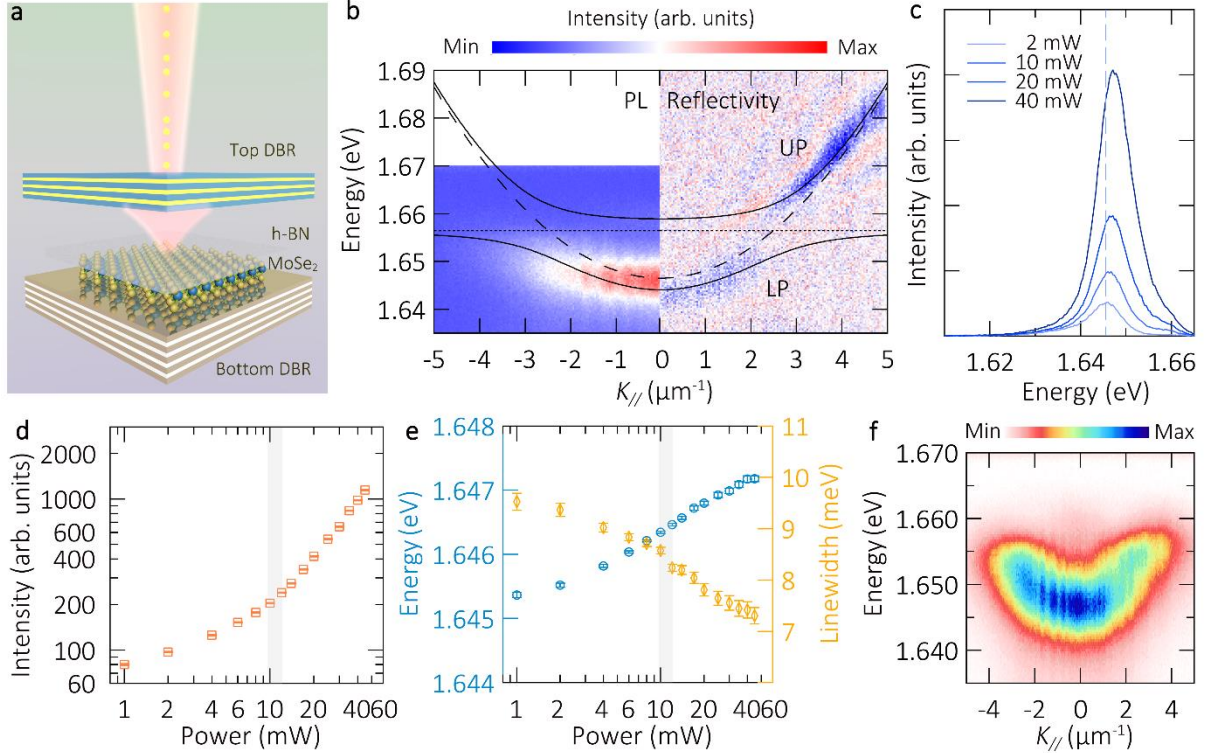 a
Top DBR
h-BN
MoSe₂
Bottom DBR
b
Intensity (arb. units)
Min Max
PL Reflectivity
UP
LP
1.69
1.68
1.67
1.66
1.65
1.64
Energy (eV)
-5 -4 -3 -2 -1 0 1 2 3 4 5
K// (μm⁻¹)
c
2 mW
10 mW
20 mW
40 mW
Intensity (arb. units)
1.62 1.64 1.66
Energy (eV)
d
Intensity (arb. units)
2000
1000
600
400
200
100
60
1 2 4 6 10 20 4060
Power (mW)
e
Energy (eV)
1.648
1.647
1.646
1.645
1.644
11
10
9
8
7
Linewidth (meV)
1 2 4 6 10 20 4060
Power (mW)
f
Min Max
1.670
1.660
1.650
1.640
Energy (eV)
-4 -2 0 2 4
K// (μm⁻¹)